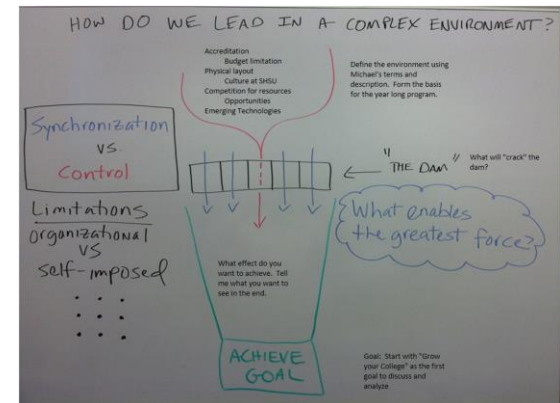 HOW DO WE LEAD IN A COMPLEX ENVIRONMENT?
Accreditation
Budget limitation
Physical layout
Culture at SHSU
Competition for resources
Opportunities
Emerging Technologies
Define the environment using
Michael's terms and
description. Form the basis
for the year long program.
Synchronization
VS.
Control
"THE DAM"
What will "crack" the
dam?
Limitations
organizational
VS
self-imposed
What enables
the greatest force?
What effect do you
want to achieve. Tell
me what you want to
see in the end.
ACHIEVE
GOAL
Goal: Start with "Grow
your College" as the first
goal to discuss and
analyze